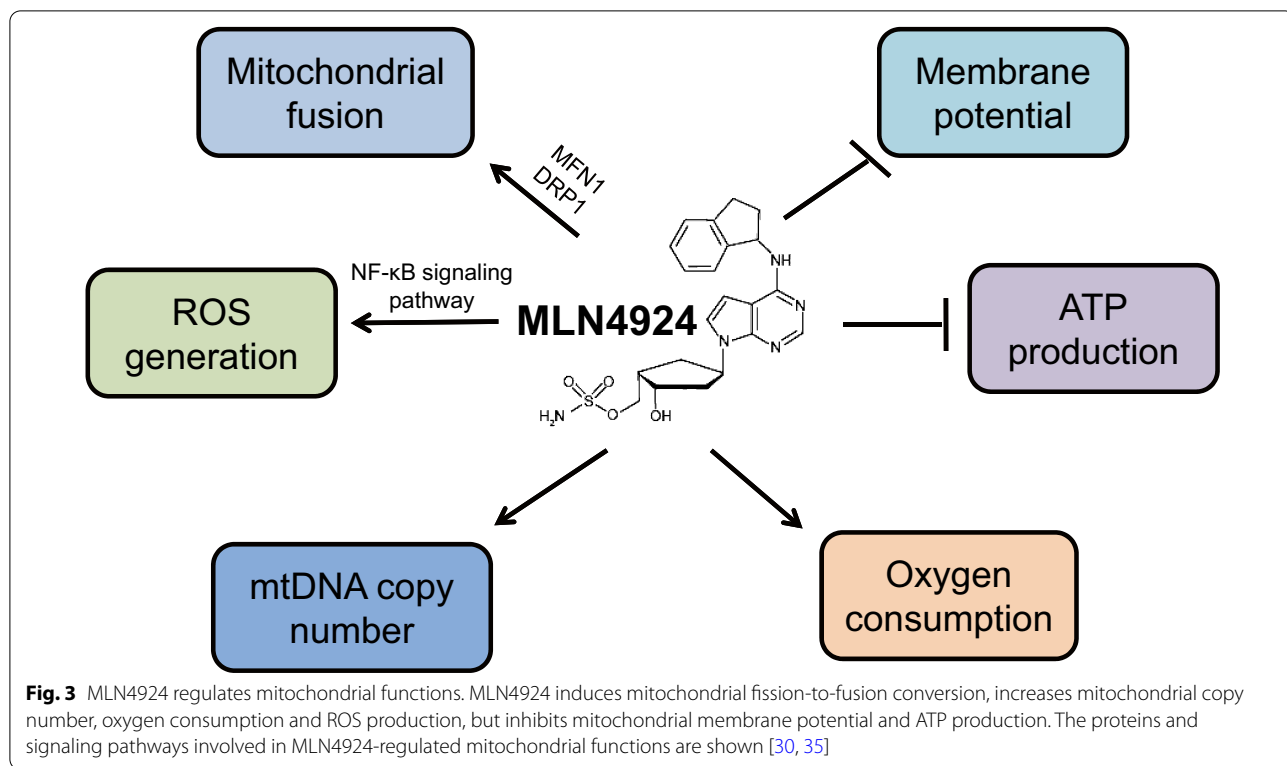 Mitochondrial
fusion
Membrane
potential
MFN1
DRP1
NH
N
N
N
ROS
generation
NF-κB signaling
pathway
MLN4924
ATP
production
O
O
S
H₂N
O
OH
mtDNA copy
number
Oxygen
consumption
Fig. 3 MLN4924 regulates mitochondrial functions. MLN4924 induces mitochondrial fission-to-fusion conversion, increases mitochondrial copy
number, oxygen consumption and ROS production, but inhibits mitochondrial membrane potential and ATP production. The proteins and
signaling pathways involved in MLN4924-regulated mitochondrial functions are shown [30, 35]